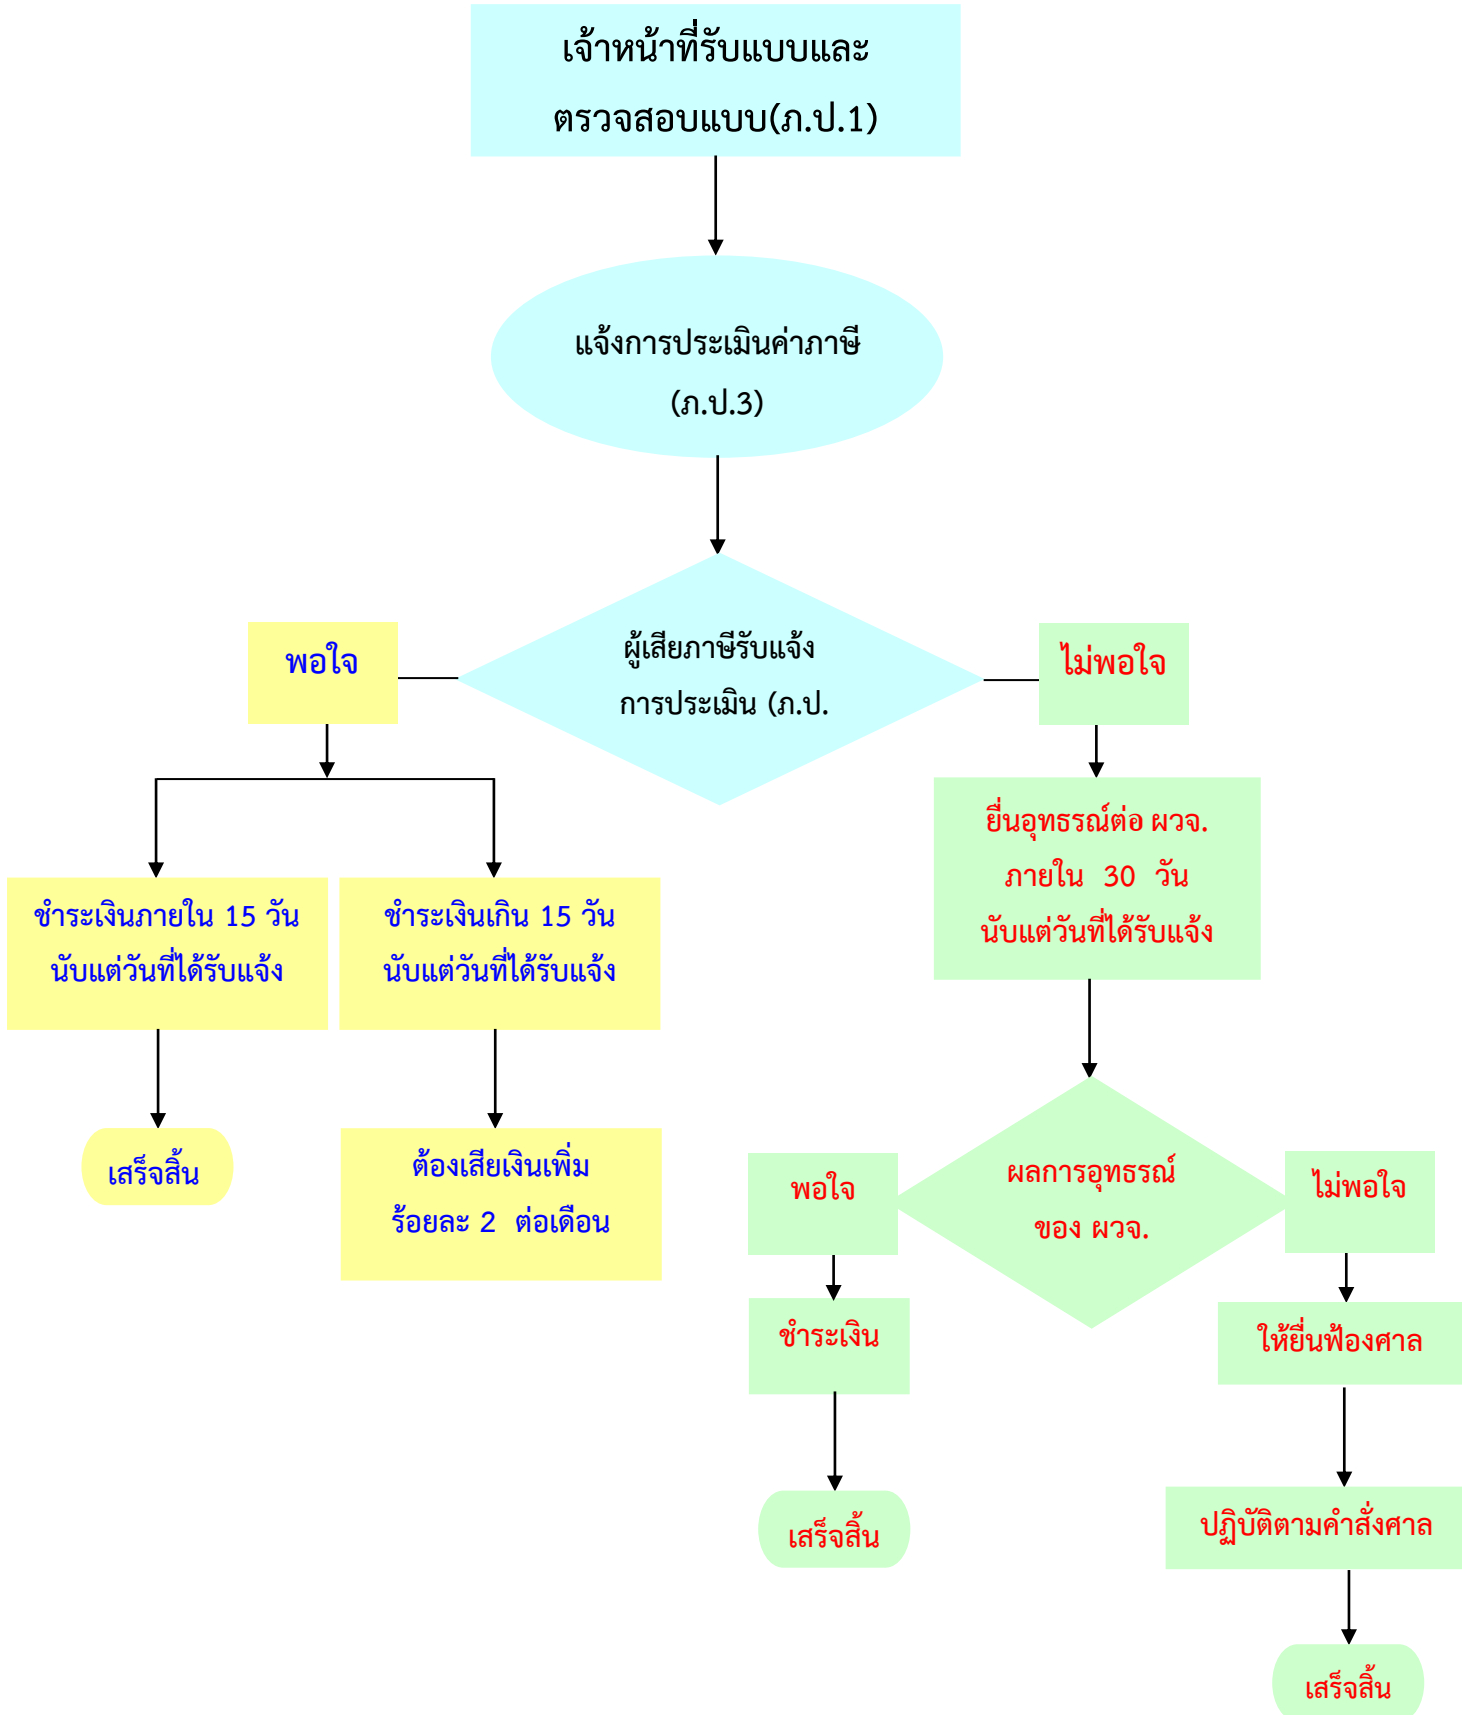 เจ้าหน้าที่รับแบบและ
ตรวจสอบแบบ(ภ.ป.1)
แจ้งการประเมินค่าภาษี
(ภ.ป.3)
ผู้เสียภาษีรับแจ้ง
การประเมิน (ภ.ป.
พอใจ
ไม่พอใจ
ชำระเงินภายใน 15 วัน
นับแต่วันที่ได้รับแจ้ง
ชำระเงินเกิน 15 วัน
นับแต่วันที่ได้รับแจ้ง
เสร็จสิ้น
ต้องเสียเงินเพิ่ม
ร้อยละ 2 ต่อเดือน
ยื่นอุทธรณ์ต่อ ผวจ.
ภายใน 30 วัน
นับแต่วันที่ได้รับแจ้ง
ผลการอุทธรณ์
ของ ผวจ.
พอใจ
ไม่พอใจ
ชำระเงิน
เสร็จสิ้น
ให้ยื่นฟ้องศาล
ปฏิบัติตามคำสั่งศาล
เสร็จสิ้น